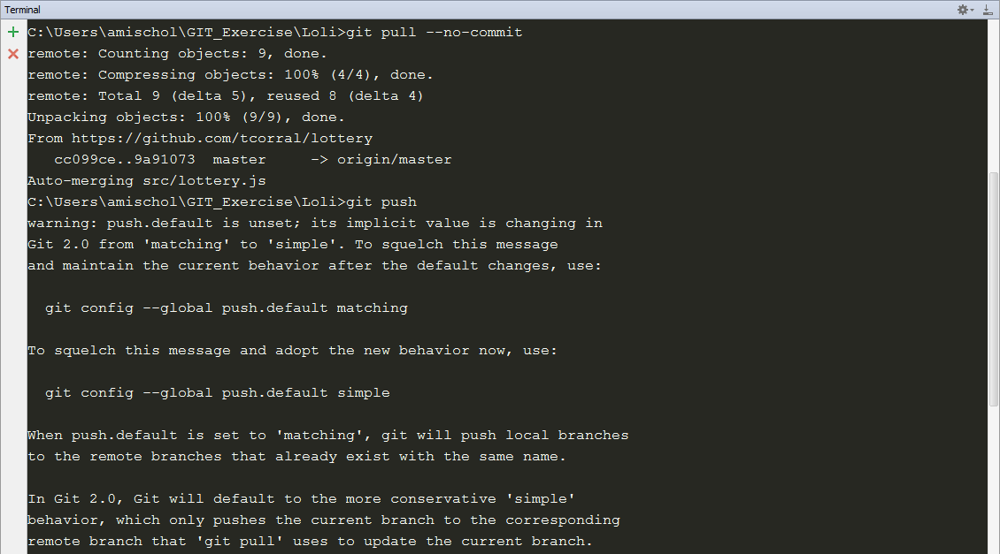 Terminal
C:\Users\amischol\GIT_Exercise\Loli>git pull --no-commit
remote: Counting objects: 9, done.
remote: Compressing objects: 100% (4/4), done.
remote: Total 9 (delta 5), reused 8 (delta 4)
Unpacking objects: 100% (9/9), done.
From https://github.com/tcorral/lottery
   cc099ce..9a91073  master     -> origin/master
Auto-merging src/lottery.js
C:\Users\amischol\GIT_Exercise\Loli>git push
warning: push.default is unset; its implicit value is changing in
Git 2.0 from 'matching' to 'simple'. To squelch this message
and maintain the current behavior after the default changes, use:
  git config --global push.default matching
To squelch this message and adopt the new behavior now, use:
  git config --global push.default simple
When push.default is set to 'matching', git will push local branches
to the remote branches that already exist with the same name.
In Git 2.0, Git will default to the more conservative 'simple'
behavior, which only pushes the current branch to the corresponding
remote branch that 'git pull' uses to update the current branch.